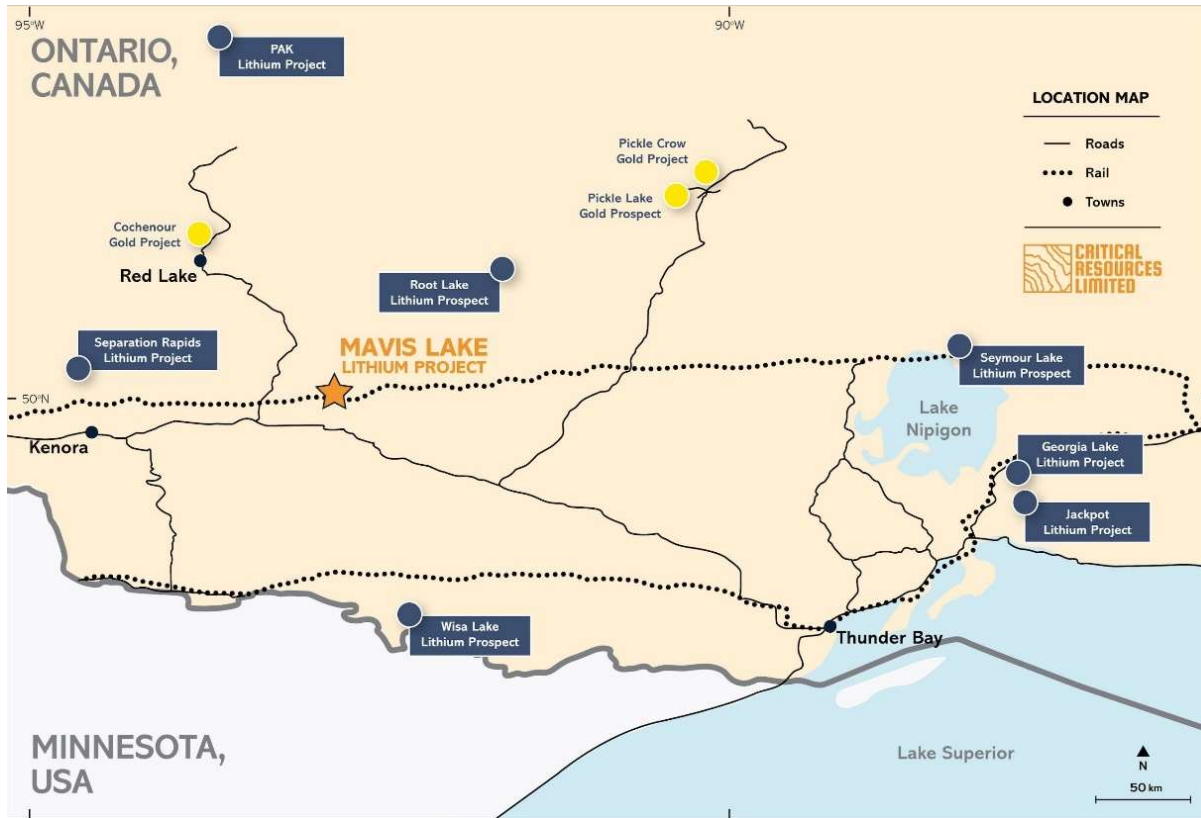 95°W
90°W
ONTARIO,
CANADA
PAK
Lithium Project
LOCATION MAP
Roads
Rail
Towns
CRITICAL
RESOURCES
LIMITED
Pickle Crow
Gold Project
Pickle Lake
Gold Prospect
Cochenour
Gold Project
Red Lake
Root Lake
Lithium Prospect
Separation Rapids
Lithium Project
MAVIS LAKE
LITHIUM PROJECT
Seymour Lake
Lithium Prospect
50°N
Lake
Nipigon
Kenora
Georgia Lake
Lithium Project
Jackpot
Lithium Project
Wisa Lake
Lithium Prospect
Thunder Bay
MINNESOTA,
USA
Lake Superior
N
50 km